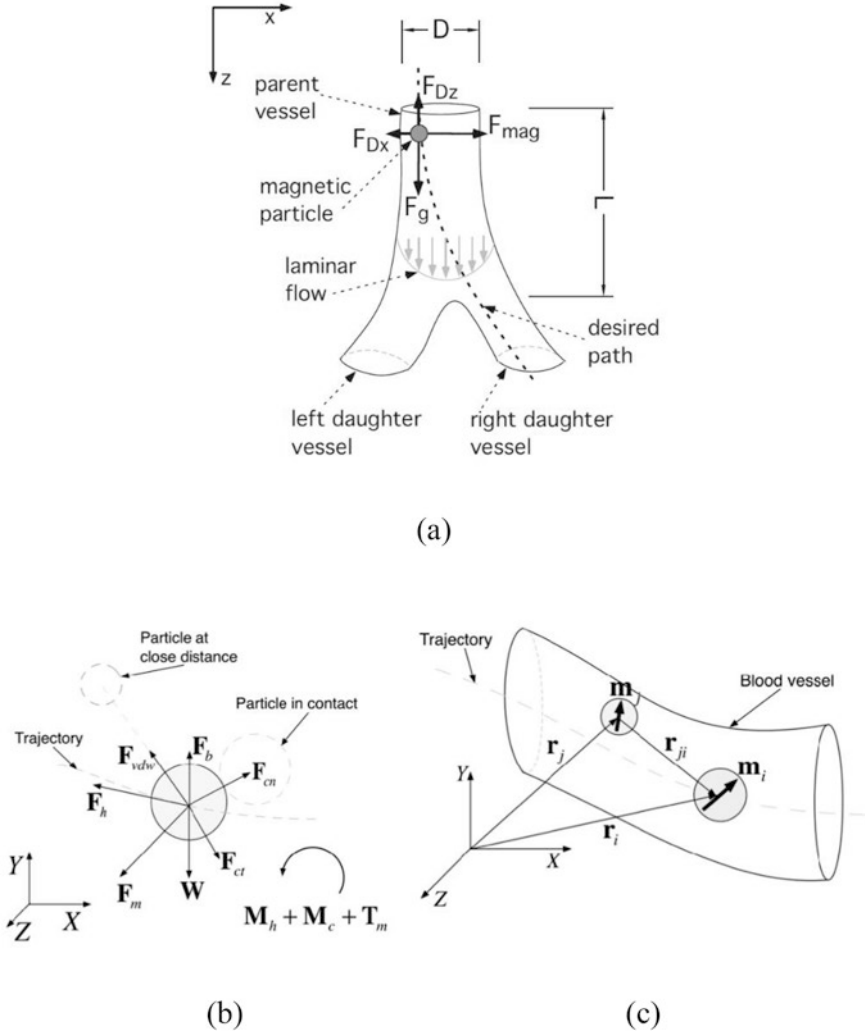 x
z
D
parent
vessel
F_Dz
F_Dx
F_mag
magnetic
particle
F_g
L
laminar
flow
desired
path
left daughter
vessel
right daughter
vessel
(a)
Particle at
close distance
Particle in contact
Trajectory
F_vdw
F_b
F_cn
F_h
F_ct
F_m
W
Y
X
Z
M_h + M_c + T_m
(b)
Trajectory
Blood vessel
m
r_j
r_ji
m_i
r_i
Y
X
Z
(c)